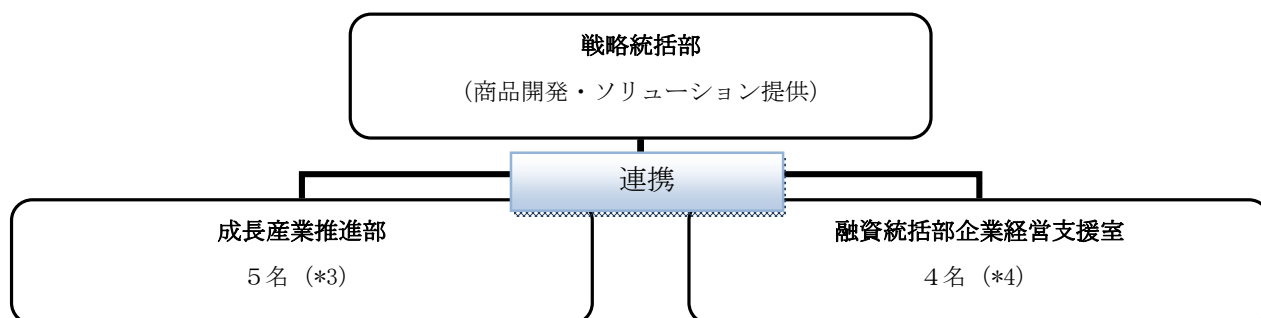 戦略統括部
（商品開発・ソリューション提供）
連携
成長産業推進部
５名（*3）
融資統括部企業経営支援室
４名（*4）